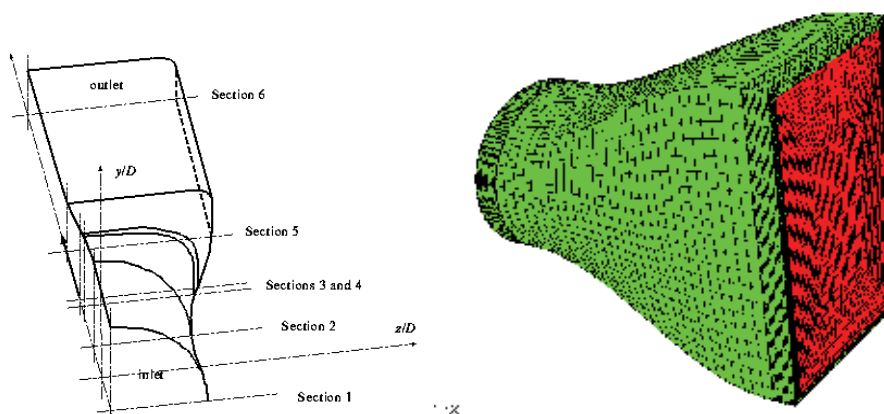 outlet
Section 6
y/D
Section 5
Sections 3 and 4
Section 2
z/D
inlet
Section 1